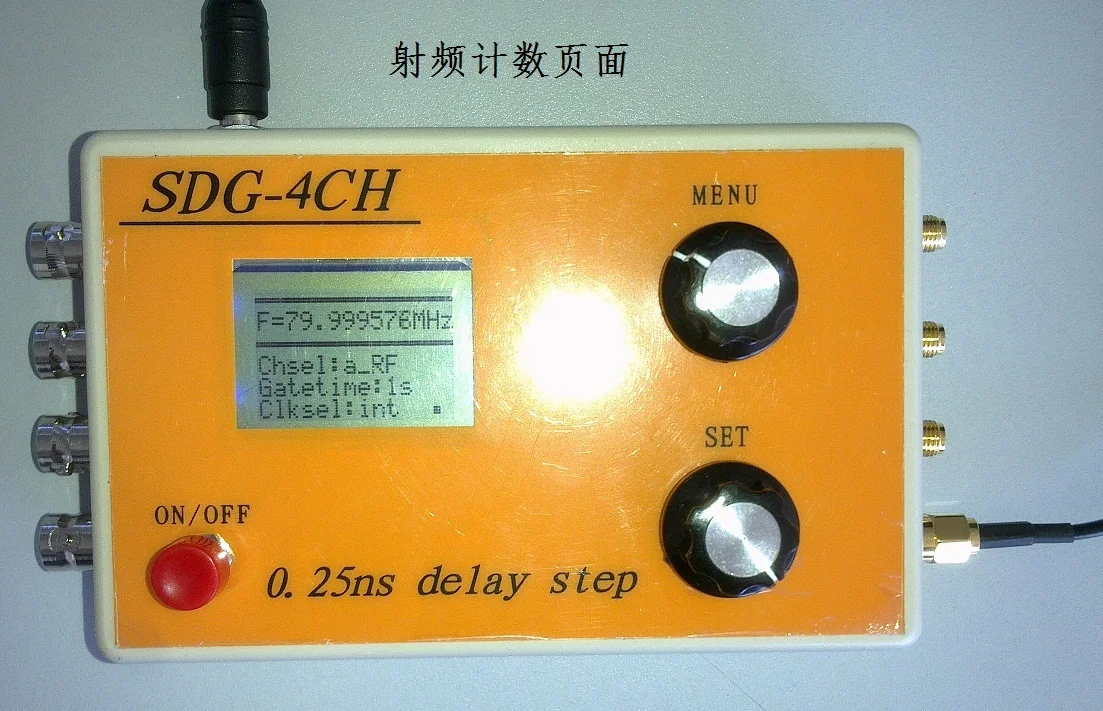 射频计数页面
SDG-4CH
MENU
F=79.999576MHz
Chsel:a_RF
Gatetime:1s
Clksel:int
SET
ON/OFF
0.25ns delay step